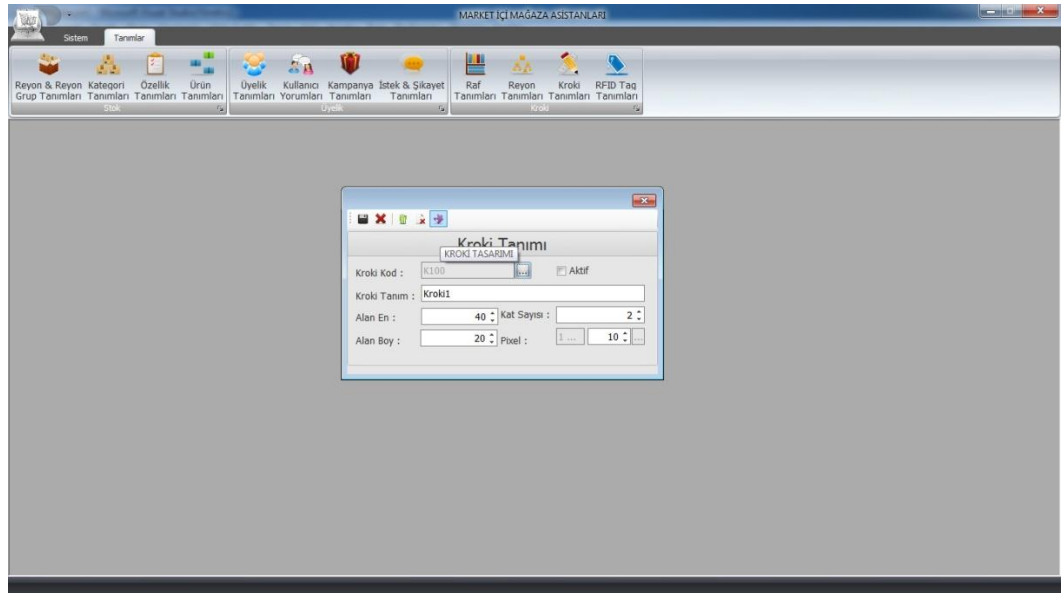 MARKET İÇİ MAĞAZA ASİSTANLARI
Sistem Tanımlar
Reyon & Reyon Grup Tanımları
Kategori Tanımları
Özellik Tanımları
Ürün Tanımları
Stok
Üyelik Tanımları
Kullanıcı Yorumları
Kampanya Tanımları
İstek & Şikayet Tanımları
Üyelik
Raf Tanımları
Reyon Tanımları
Kroki Tanımları
RFID Tag Tanımları
Kroki
Kroki Tanımı
KROKİ TASARIMI
Kroki Kod : K100 ... Aktif
Kroki Tanım : Kroki1
Alan En : 40 Kat Sayısı : 2
Alan Boy : 20 Pixel : 1 ... 10 ...